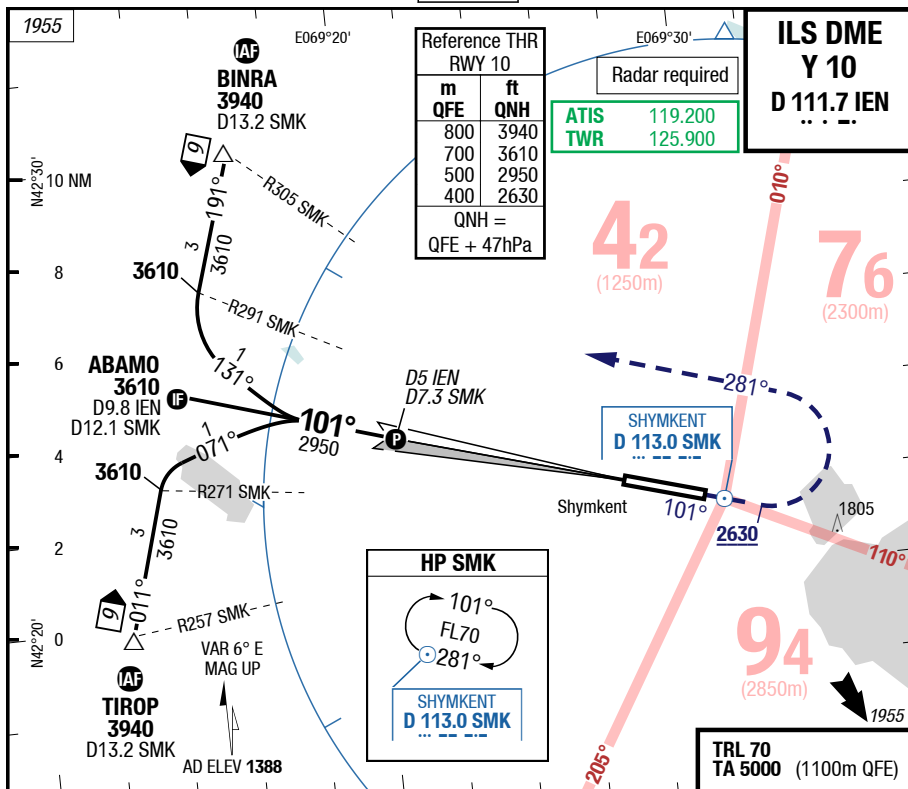 1955
E069°20'
E069°30'
ILS DME
Y 10
D 111.7 IEN
Reference THR
RWY 10
m ft
QFE QNH
800 3940
700 3610
500 2950
400 2630
QNH =
QFE + 47hPa
Radar required
ATIS 119.200
TWR 125.900
IAF
BINRA
3940
D13.2 SMK
6
N42°30'
10 NM
8
6
4
2
0
N42°20'
191°
3
3610
3610
R305 SMK
R291 SMK
1
131°
ABAMO
3610
IF
D9.8 IEN
D12.1 SMK
1
071°
3610
R271 SMK
3
3610
011°
6
R257 SMK
IAF
TIROP
3940
D13.2 SMK
VAR 6° E
MAG UP
AD ELEV 1388
101°
2950
D5 IEN
D7.3 SMK
P
42
(1250m)
76
(2300m)
94
(2850m)
010°
110°
205°
281°
SHYMKENT
D 113.0 SMK
Shymkent
101°
2630
1805
HP SMK
101°
FL70
281°
SHYMKENT
D 113.0 SMK
1955
TRL 70
TA 5000 (1100m QFE)